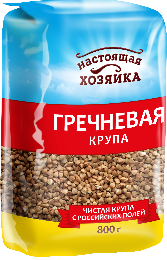 настоящая
ХОЗЯЙКА
ГРЕЧНЕВАЯ
КРУПА
ЧИСТАЯ КРУПА
С РОССИЙСКИХ ПОЛЕЙ
800 г